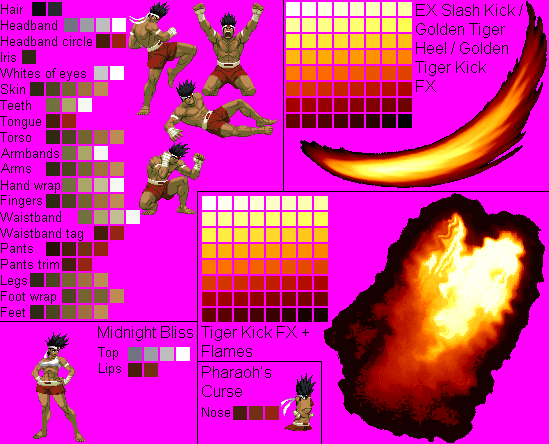 Hair
Headband
Headband circle
Iris
Whites of eyes
Skin
Teeth
Tongue
Torso
Armbands
Arms
Hand wrap
Fingers
Waistband
Waistband tag
Pants
Pants trim
Legs
Foot wrap
Feet
EX Slash Kick /
Golden Tiger
Heel / Golden
Tiger Kick
FX
Midnight Bliss
Top
Lips
Tiger Kick FX +
Flames
Pharaoh's
Curse
Nose